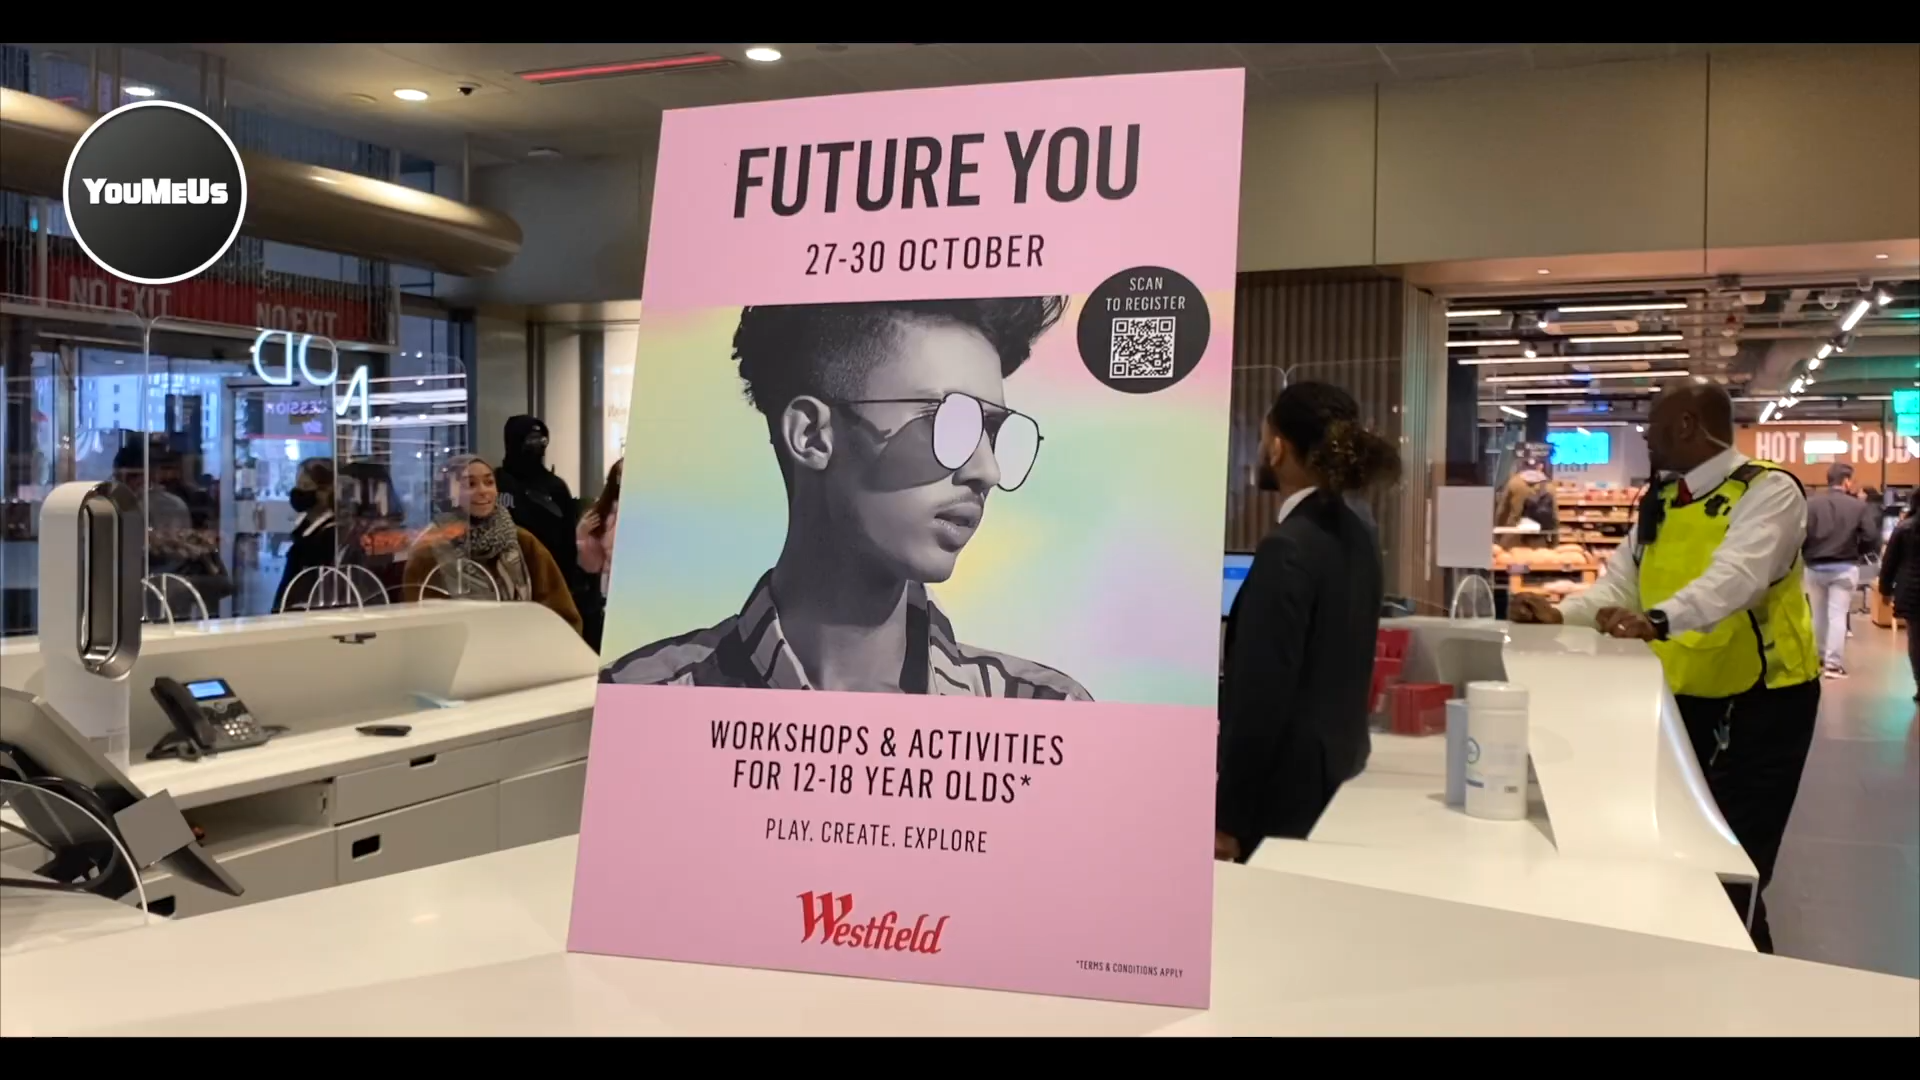 YouMeUs
NO EXIT
NO EXIT
FUTURE YOU
27-30 OCTOBER
SCAN
TO REGISTER
HOT
FOOD
WORKSHOPS & ACTIVITIES
FOR 12-18 YEAR OLDS*
PLAY. CREATE. EXPLORE
Westfield
*TERMS & CONDITIONS APPLY